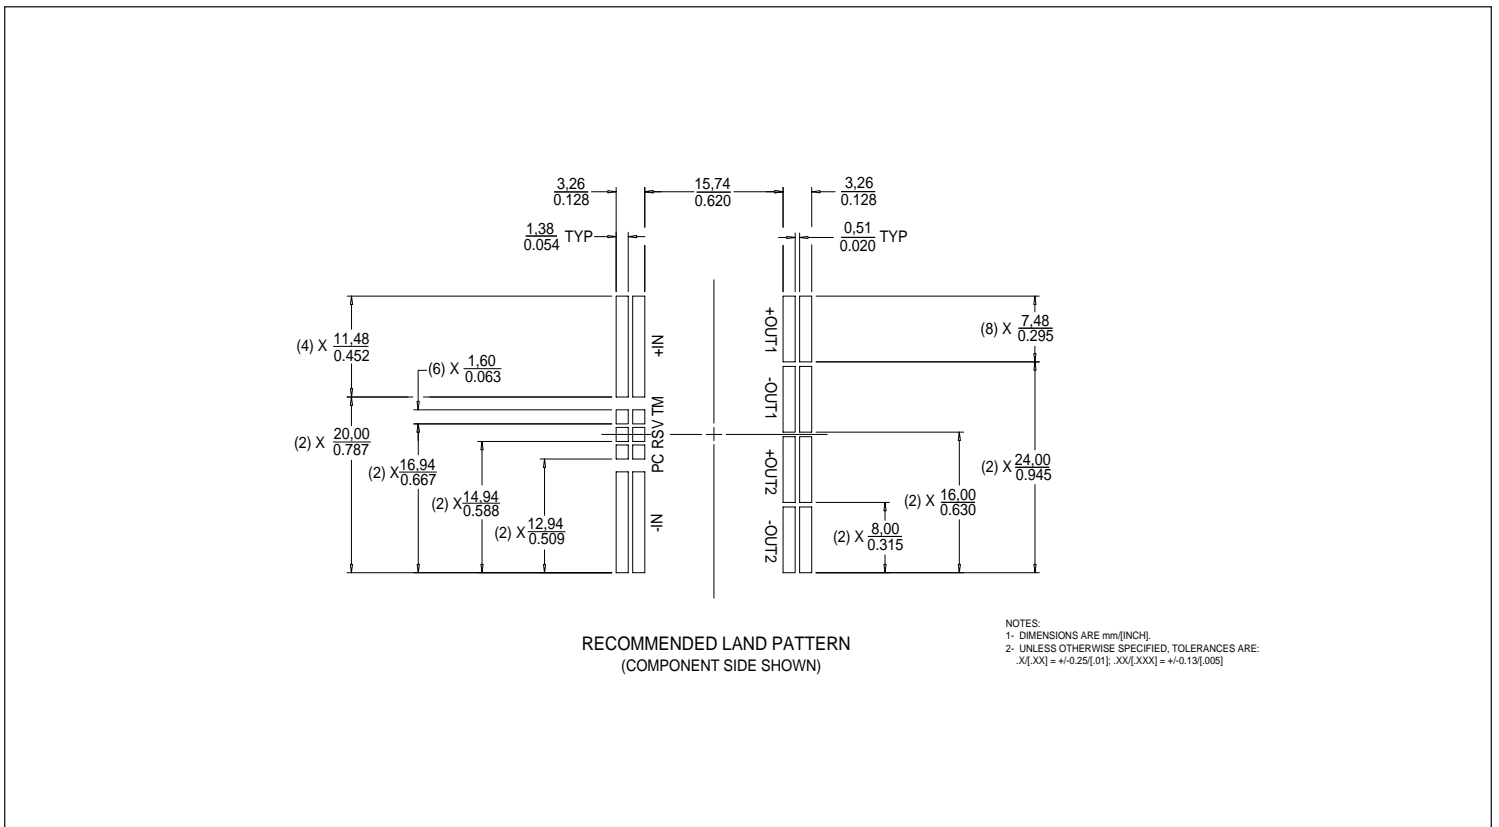 3,26
0.128
15,74
0.620
3,26
0.128
1,38
0.054
TYP
0,51
0.020
TYP
(4) X 11,48
0.452
+IN
+OUT1
(8) X 7,48
0.295
(6) X 1,60
0.063
-OUT1
PC RSV TM
(2) X 20,00
0.787
(2) X 16,94
0.667
+OUT2
(2) X 24,00
0.945
(2) X 14,94
0.588
(2) X 16,00
0.630
(2) X 12,94
0.509
-IN
-OUT2
(2) X 8,00
0.315
RECOMMENDED LAND PATTERN
(COMPONENT SIDE SHOWN)
NOTES:
1- DIMENSIONS ARE mm/[INCH].
2- UNLESS OTHERWISE SPECIFIED, TOLERANCES ARE:
.X/[.XX] = +/-0.25/[.01]; .XX/[.XXX] = +/-0.13/[.005]